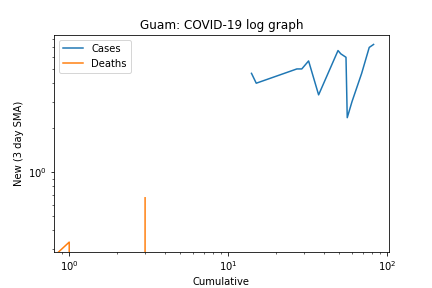 Guam: COVID-19 log graph
Cases
Deaths
New (3 day SMA)
10⁰
10⁰
10¹
10²
Cumulative